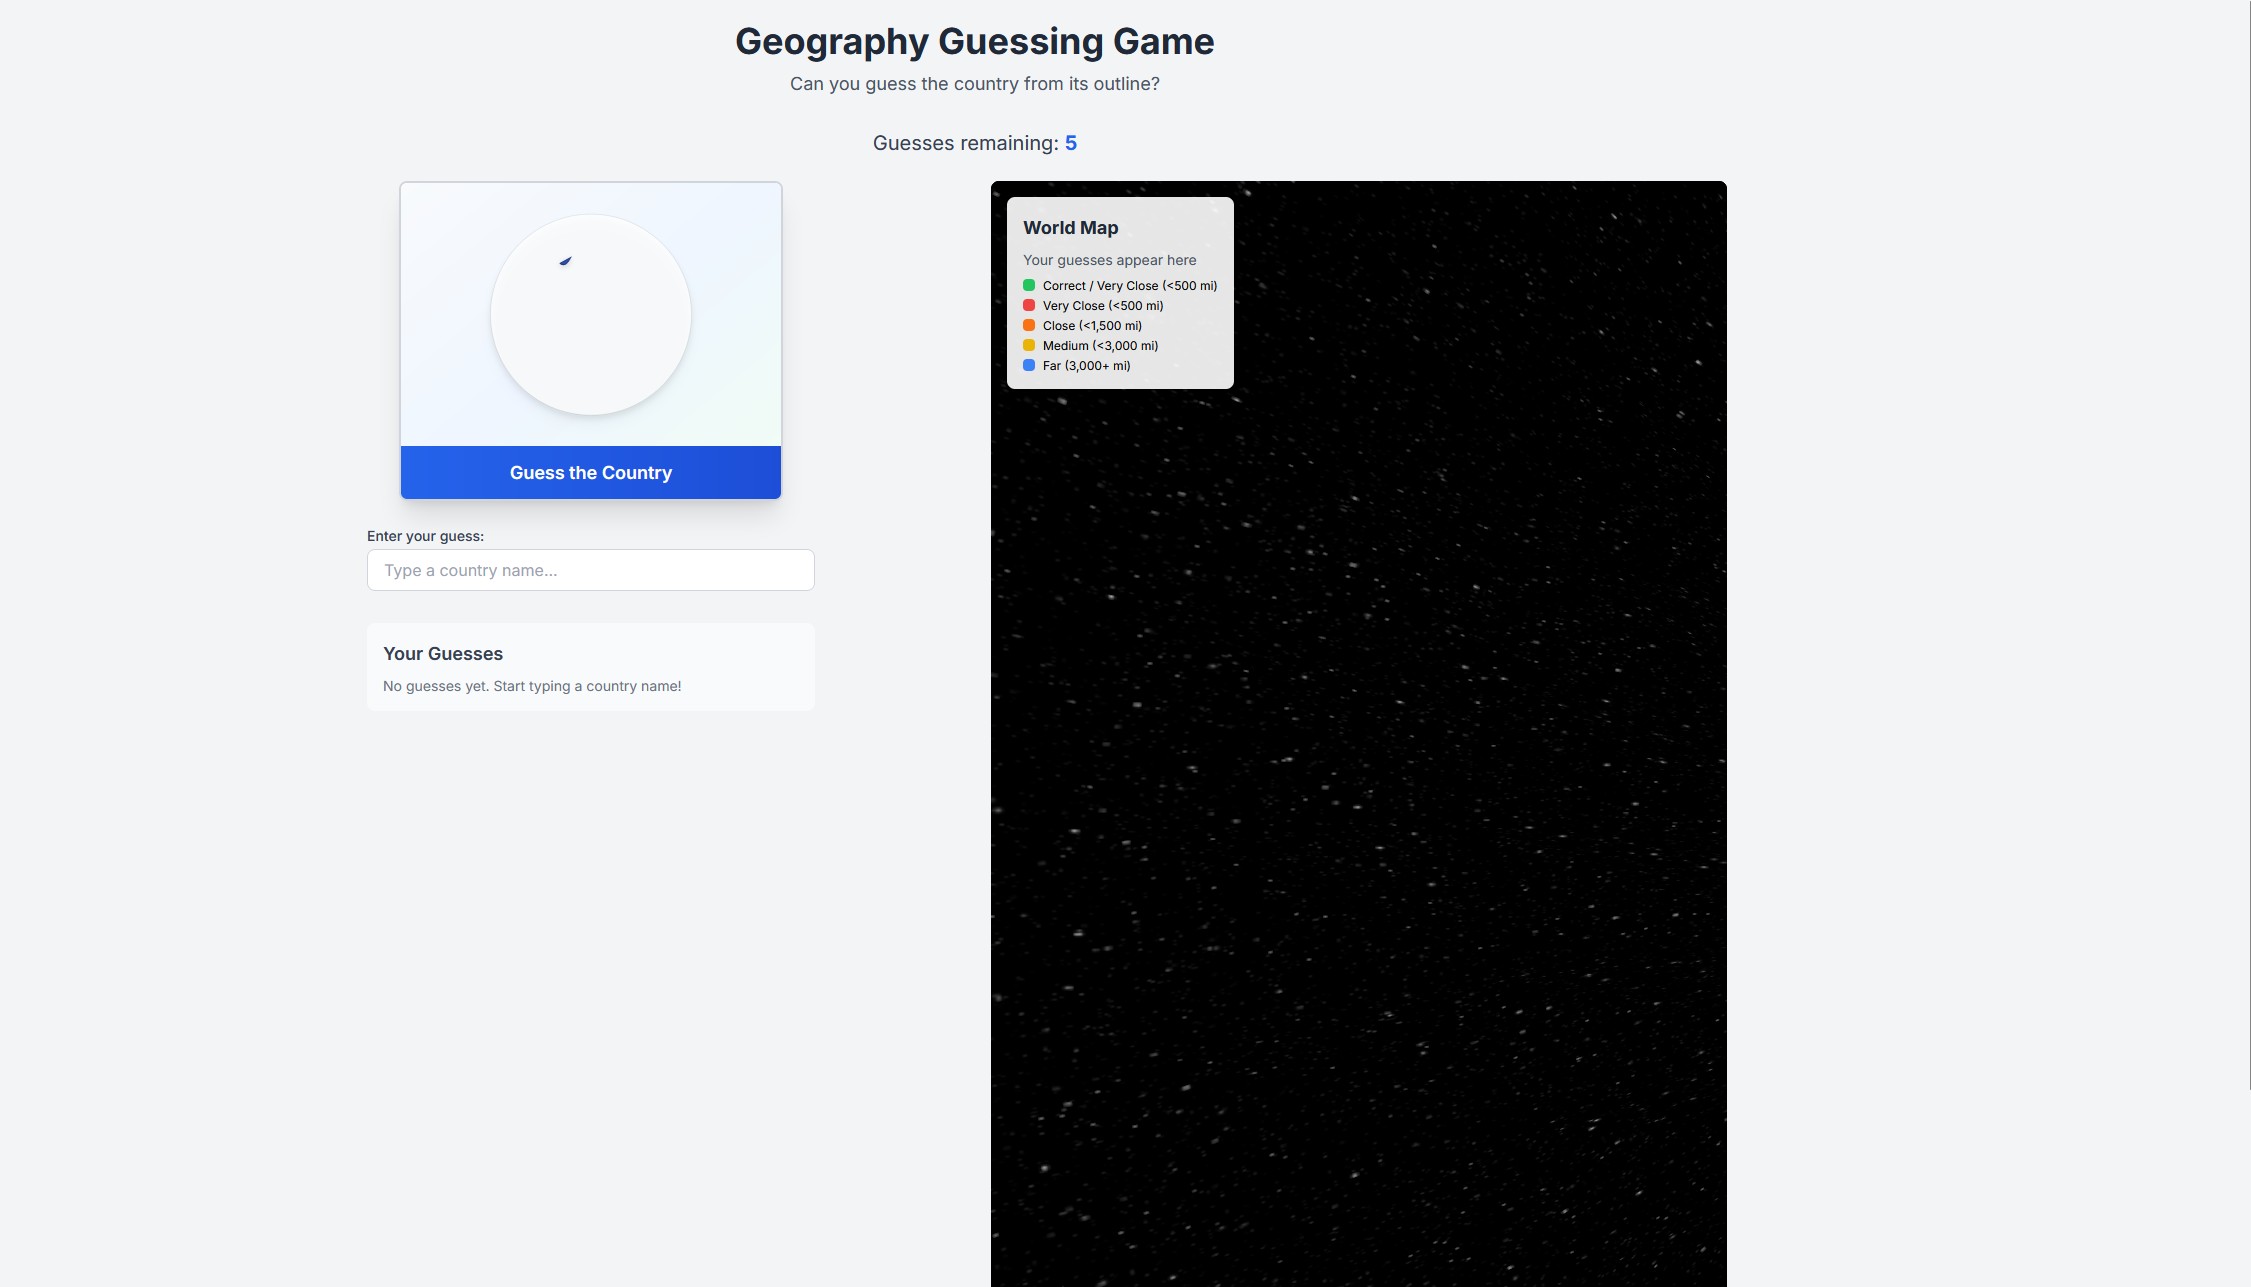 Geography Guessing Game
Can you guess the country from its outline?
Guesses remaining: 5
Guess the Country
Enter your guess:
Type a country name...
Your Guesses
No guesses yet. Start typing a country name!
World Map
Your guesses appear here
Correct / Very Close (<500 mi)
Very Close (<500 mi)
Close (<1,500 mi)
Medium (<3,000 mi)
Far (3,000+ mi)